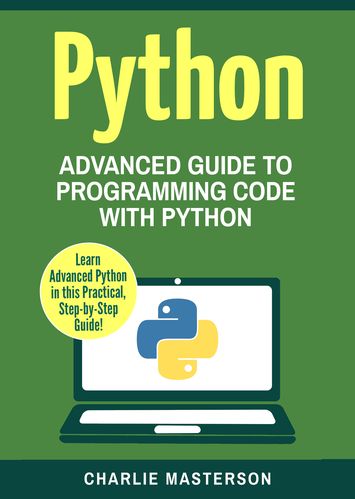 Python
ADVANCED GUIDE TO
PROGRAMMING CODE
WITH PYTHON
Learn
Advanced Python
in this Practical,
Step-by-Step
Guide!
CHARLIE MASTERSON